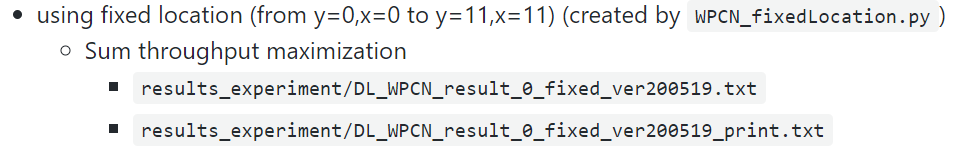 using fixed location (from y=0,x=0 to y=11,x=11) (created by WPCN_fixedLocation.py )
Sum throughput maximization
results_experiment/DL_WPCN_result_0_fixed_ver200519.txt
results_experiment/DL_WPCN_result_0_fixed_ver200519_print.txt